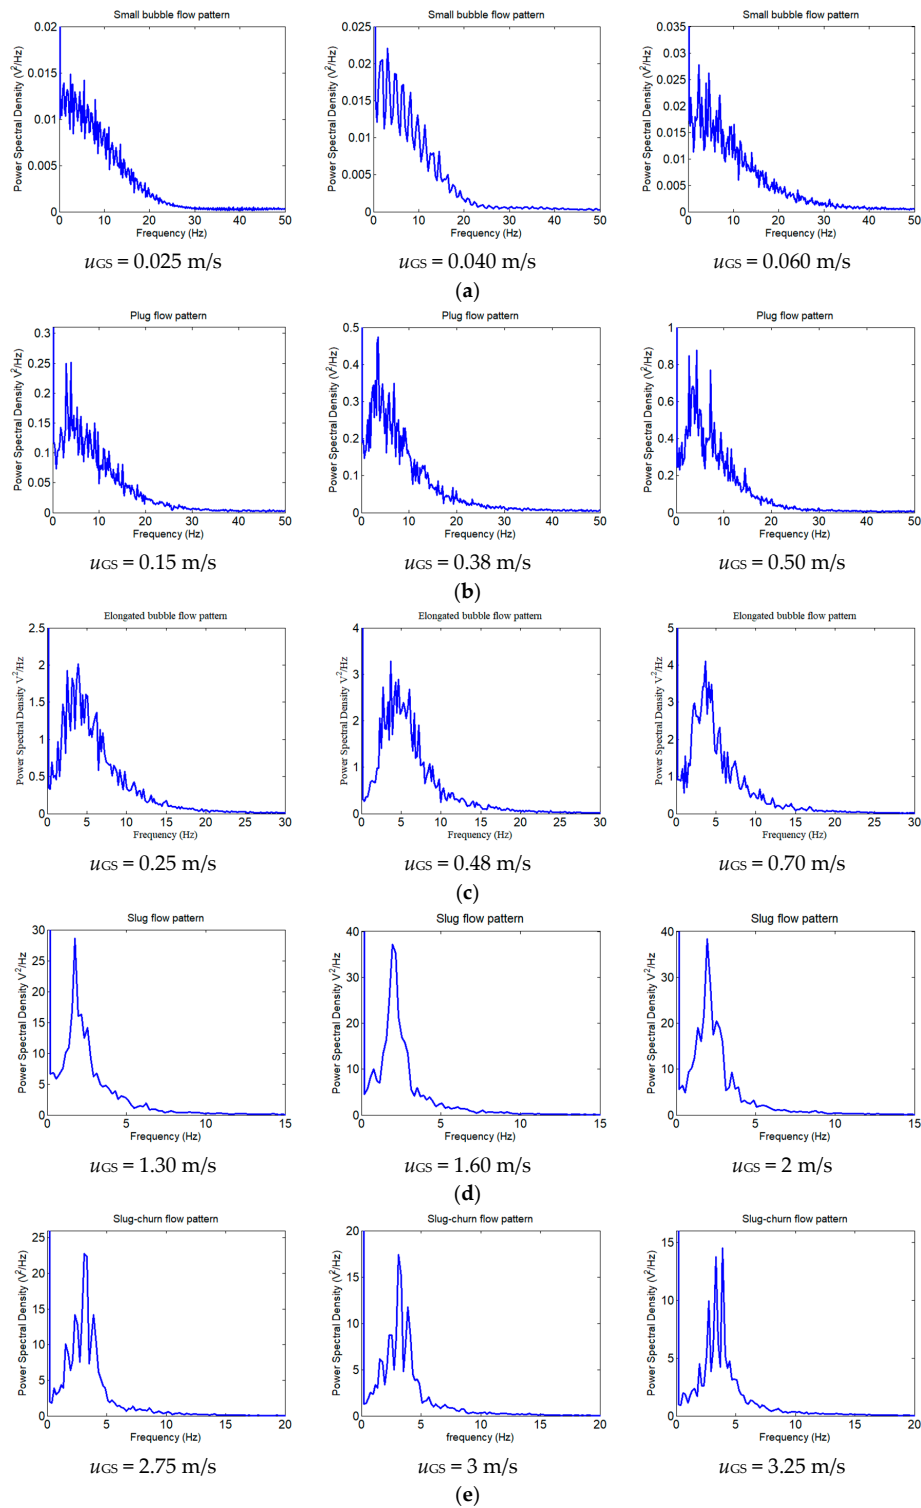 Small bubble flow pattern
Power Spectral Density (V²/Hz)
0.02
0.015
0.01
0.005
0
0 10 20 30 40 50
Frequency (Hz)
uGS = 0.025 m/s
Small bubble flow pattern
Power Spectral Density (V²/Hz)
0.025
0.02
0.015
0.01
0.005
0
0 10 20 30 40 50
Frequency (Hz)
uGS = 0.040 m/s
Small bubble flow pattern
Power Spectral Density (V²/Hz)
0.035
0.03
0.025
0.02
0.015
0.01
0.005
0
0 10 20 30 40 50
Frequency (Hz)
uGS = 0.060 m/s
(a)
Plug flow pattern
Power Spectral Density V²/Hz)
0.3
0.25
0.2
0.15
0.1
0.05
0
0 10 20 30 40 50
Frequency (Hz)
uGS = 0.15 m/s
Plug flow pattern
Power Spectral Density (V²/Hz)
0.5
0.4
0.3
0.2
0.1
0
0 10 20 30 40 50
Frequency (Hz)
uGS = 0.38 m/s
Plug flow pattern
Power Spectral Density (V²/Hz)
1
0.8
0.6
0.4
0.2
0
0 10 20 30 40 50
Frequency (Hz)
uGS = 0.50 m/s
(b)
Elongated bubble flow pattern
Power Spectral Density V²/Hz)
2.5
2
1.5
1
0.5
0
0 5 10 15 20 25 30
Frequency (Hz)
uGS = 0.25 m/s
Elongated bubble flow pattern
Power Spectral Density V²/Hz)
4
3
2
1
0
0 5 10 15 20 25 30
Frequency (Hz)
uGS = 0.48 m/s
Elongated bubble flow pattern
Power Spectral Density V²/Hz)
5
4
3
2
1
0
0 5 10 15 20 25 30
Frequency (Hz)
uGS = 0.70 m/s
(c)
Slug flow pattern
Power Spectral Density V²/Hz)
30
25
20
15
10
5
0
0 5 10 15
Frequency (Hz)
uGS = 1.30 m/s
Slug flow pattern
Power Spectral Density V²/Hz)
40
30
20
10
0
0 5 10 15
Frequency (Hz)
uGS = 1.60 m/s
Slug flow pattern
Power Spectral Density V²/Hz)
40
30
20
10
0
0 5 10 15
Frequency (Hz)
uGS = 2 m/s
(d)
Slug-churn flow pattern
Power Spectral Density (V²/Hz)
25
20
15
10
5
0
0 5 10 15 20
Frequency (Hz)
uGS = 2.75 m/s
Slug-churn flow pattern
Power Spectral Density (V²/Hz)
20
15
10
5
0
0 5 10 15 20
frequency (Hz)
uGS = 3 m/s
Slug-churn flow pattern
Power Spectral Density (V²/Hz)
15
10
5
0
0 5 10 15 20
Frequency (Hz)
uGS = 3.25 m/s
(e)